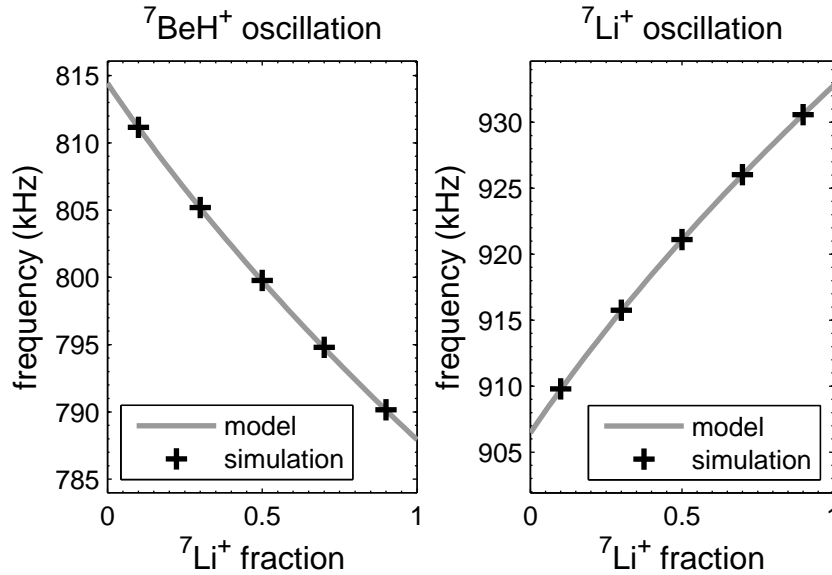 ⁷BeH⁺ oscillation
815
810
805
800
795
790
785
frequency (kHz)
model
simulation
0 0.5 1
⁷Li⁺ fraction
⁷Li⁺ oscillation
930
925
920
915
910
905
frequency (kHz)
model
simulation
0 0.5 1
⁷Li⁺ fraction